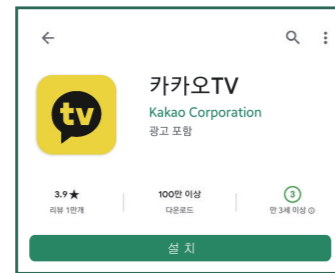 tv
카카오TV
Kakao Corporation
광고 포함
3.9★
리뷰 1만개
100만 이상
다운로드
3
만 3세 이상 ⓘ
설치